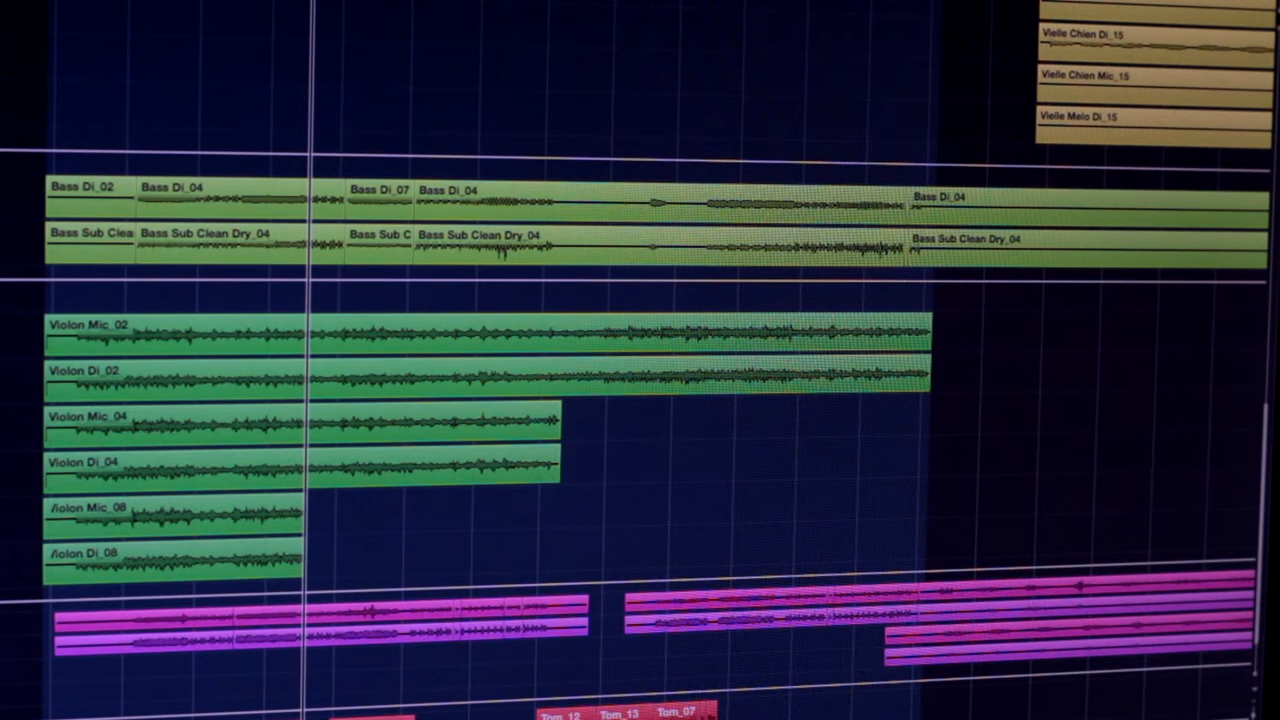 Vielle Chien Di_15
Vielle Chien Mic_15
Vielle Melo Di_15
Bass Di_02 Bass Di_04 Bass Di_07 Bass Di_04 Bass Di_04
Bass Sub Clea Bass Sub Clean Dry_04 Bass Sub C Bass Sub Clean Dry_04 Bass Sub Clean Dry_04
Violon Mic_02
Violon Di_02
Violon Mic_04
Violon Di_04
Violon Mic_08
Violon Di_08
Tom_12 Tom_13 Tom_07